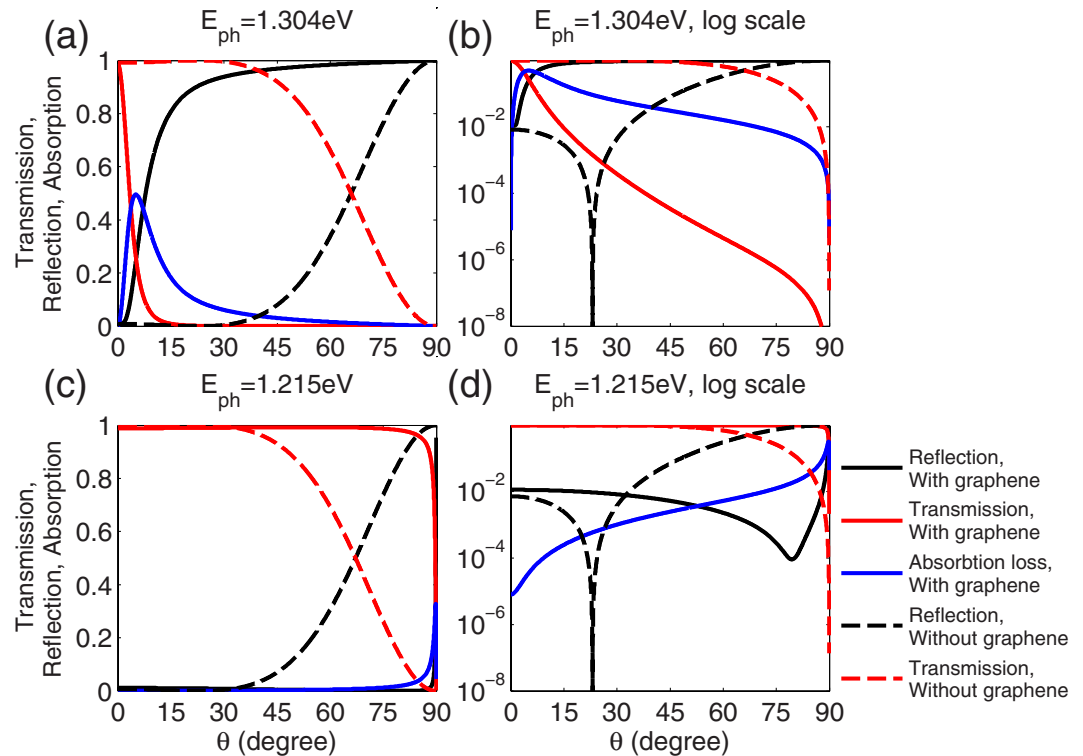 (a)
E_ph=1.304eV
(b)
E_ph=1.304eV, log scale
Transmission,
Reflection, Absorption
1
0.8
0.6
0.4
0.2
0
0 15 30 45 60 75 90
10^-2
10^-4
10^-6
10^-8
0 15 30 45 60 75 90
(c)
E_ph=1.215eV
(d)
E_ph=1.215eV, log scale
Transmission,
Reflection, Absorption
1
0.8
0.6
0.4
0.2
0
0 15 30 45 60 75 90
θ (degree)
10^-2
10^-4
10^-6
10^-8
0 15 30 45 60 75 90
θ (degree)
Reflection,
With graphene
Transmission,
With graphene
Absorbtion loss,
With graphene
Reflection,
Without graphene
Transmission,
Without graphene